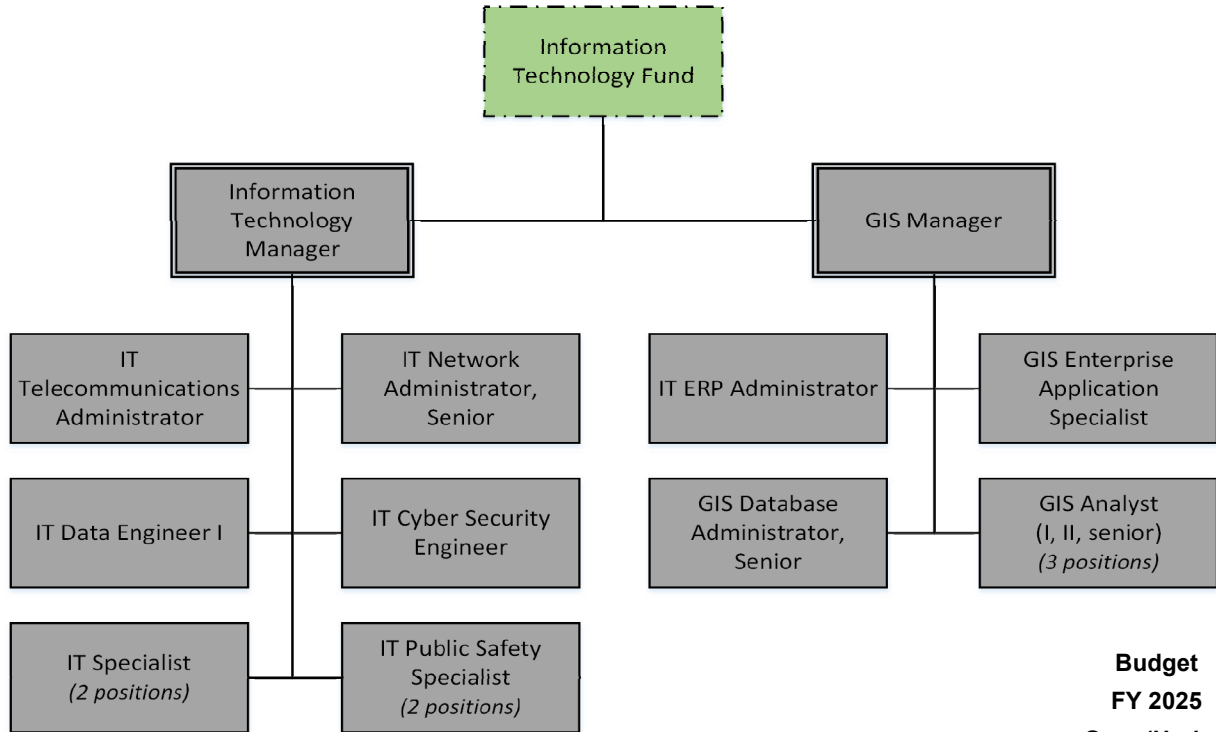 Information
Technology Fund
Information
Technology
Manager
GIS Manager
IT
Telecommunications
Administrator
IT Network
Administrator,
Senior
IT ERP Administrator
GIS Enterprise
Application
Specialist
IT Data Engineer I
IT Cyber Security
Engineer
GIS Database
Administrator,
Senior
GIS Analyst
(I, II, senior)
(3 positions)
IT Specialist
(2 positions)
IT Public Safety
Specialist
(2 positions)
Budget
FY 2025